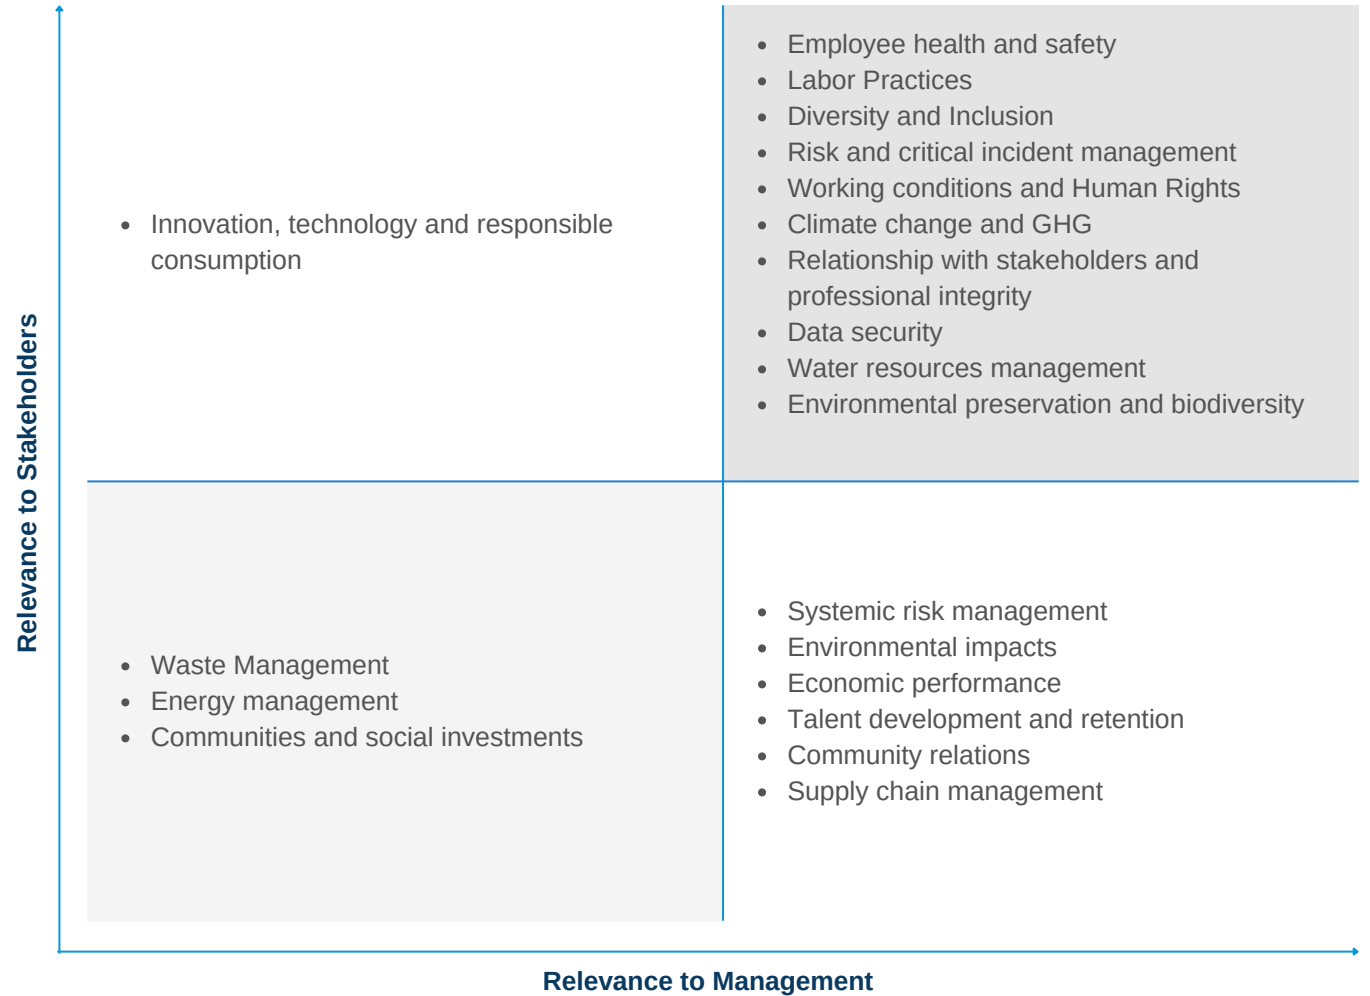 • Employee health and safety
• Labor Practices
• Diversity and Inclusion
• Risk and critical incident management
• Working conditions and Human Rights
• Climate change and GHG
• Relationship with stakeholders and
professional integrity
• Data security
• Water resources management
• Environmental preservation and biodiversity
• Innovation, technology and responsible
consumption
Relevance to Stakeholders
• Waste Management
• Energy management
• Communities and social investments
• Systemic risk management
• Environmental impacts
• Economic performance
• Talent development and retention
• Community relations
• Supply chain management
Relevance to Management